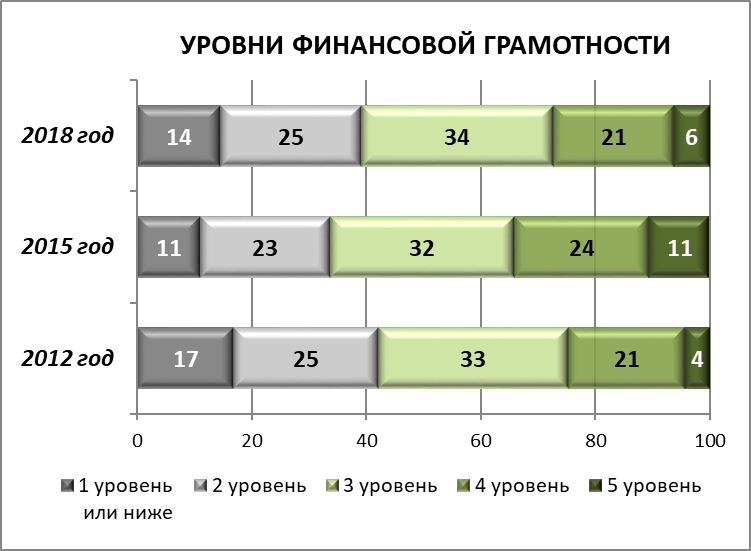 УРОВНИ ФИНАНСОВОЙ ГРАМОТНОСТИ
2018 год 14 25 34 21 6
2015 год 11 23 32 24 11
2012 год 17 25 33 21 4
0 20 40 60 80 100
1 уровень 2 уровень 3 уровень 4 уровень 5 уровень
или ниже